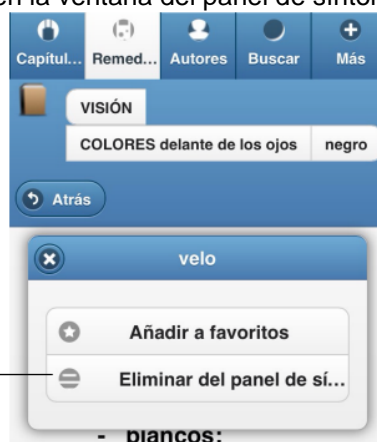 en la ventana del panel de sínto
Capítul... Remed... Autores Buscar Más
VISIÓN
COLORES delante de los ojos negro
Atrás
velo
Añadir a favoritos
Eliminar del panel de sí...
- blancos: